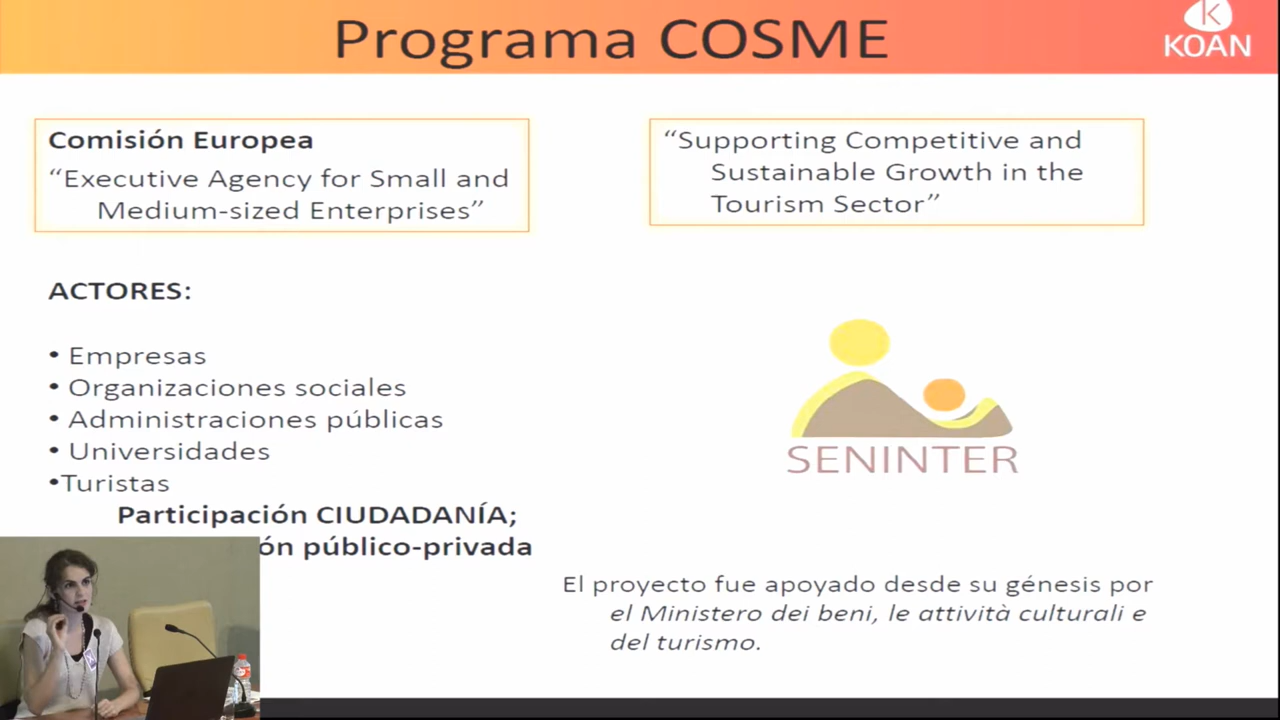 Programa COSME
KOAN
Comisión Europea
“Executive Agency for Small and
Medium-sized Enterprises”
“Supporting Competitive and
Sustainable Growth in the
Tourism Sector”
ACTORES:
• Empresas
• Organizaciones sociales
• Administraciones públicas
• Universidades
•Turistas
Participación CIUDADANÍA;
ón público-privada
SENINTER
El proyecto fue apoyado desde su génesis por
el Ministero dei beni, le attività culturali e
del turismo.